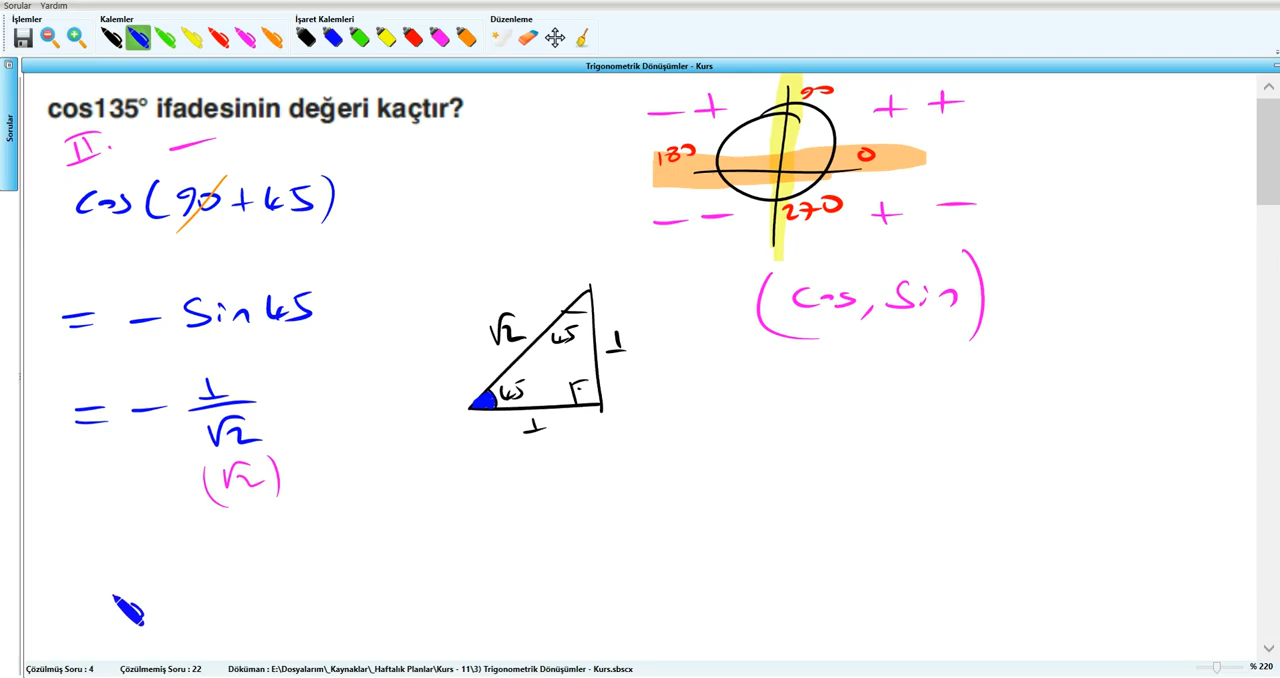 Sorular Yardım
İşlemler Kalemler İşaret Kalemleri Düzenleme
Trigonometrik Dönüşümler - Kurs
Sorular
cos135° ifadesinin değeri kaçtır?
II. −
cos(90+45)
= − Sin45
= − 1/√2
(√2)
√2 45 1
45
1
− + 90 + +
180 0
− − 270 + −
(cos, Sin)
Çözülmüş Soru : 4 Çözülmemiş Soru : 22 Döküman : E:\Dosyalarım\_Kaynaklar\_Haftalık Planlar\Kurs - 11\3) Trigonometrik Dönüşümler - Kurs.sbscx % 220